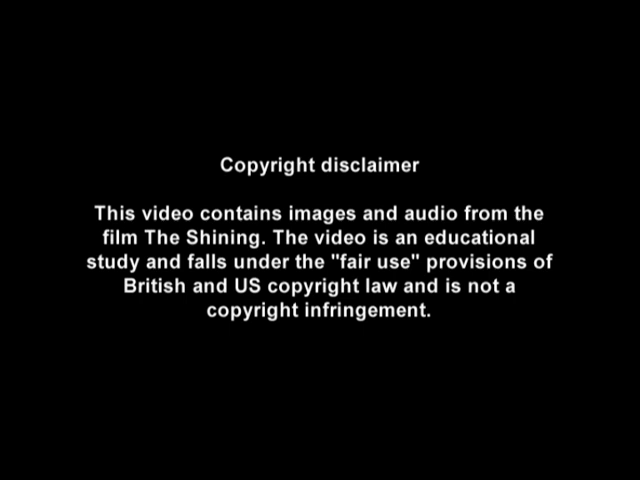 Copyright disclaimer
This video contains images and audio from the
film The Shining. The video is an educational
study and falls under the "fair use" provisions of
British and US copyright law and is not a
copyright infringement.